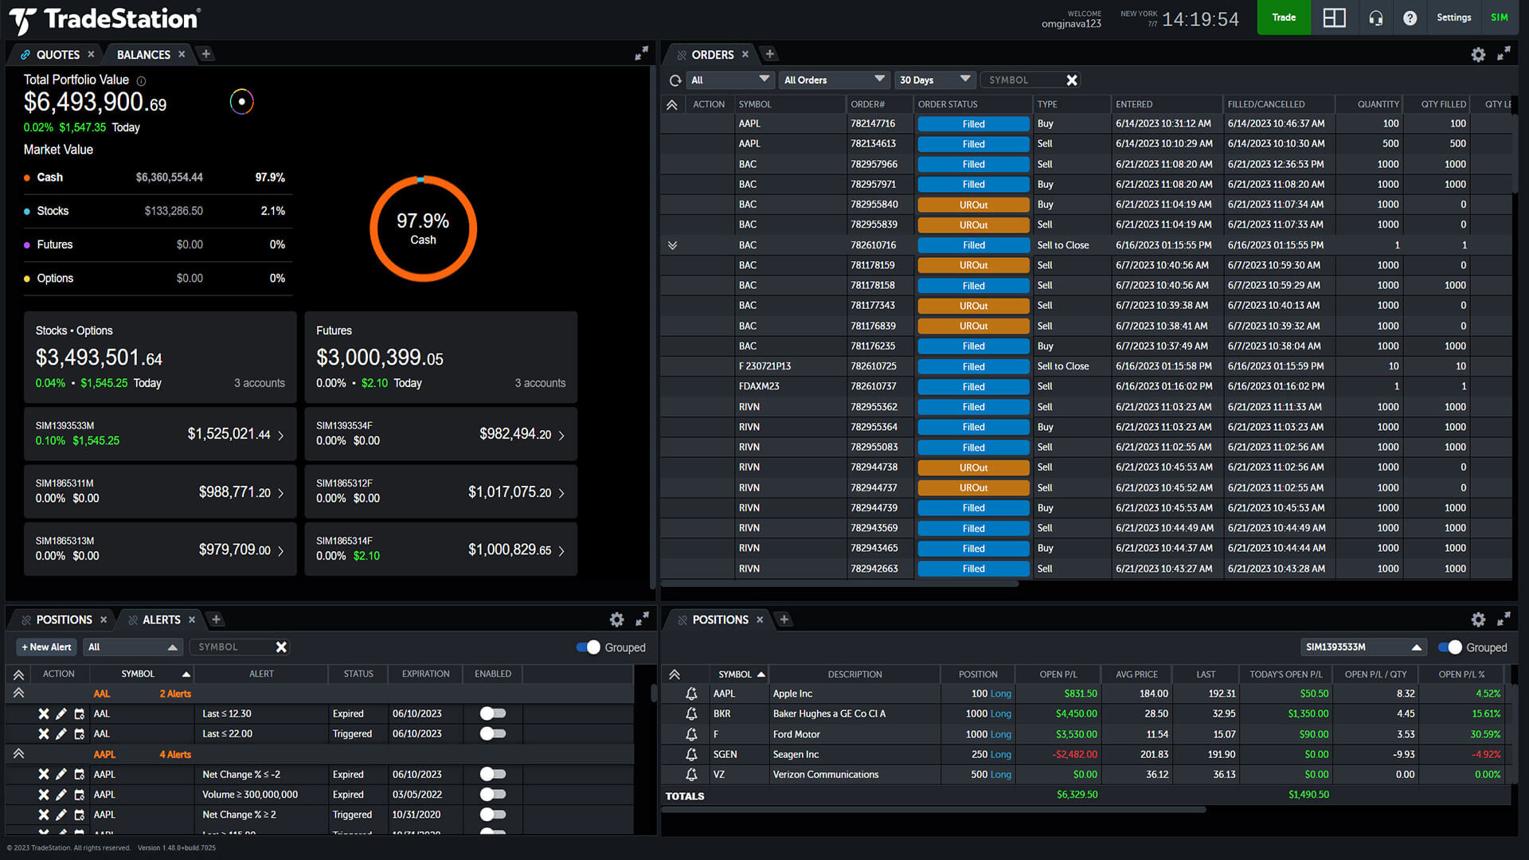 TradeStation®
WELCOME
omgjnava123
NEW YORK
7/7
14:19:54
Trade
Settings
SIM
QUOTES
BALANCES
Total Portfolio Value
$6,493,900.69
0.02% $1,547.35 Today
Market Value
Cash $6,360,554.44 97.9%
Stocks $133,286.50 2.1%
Futures $0.00 0%
Options $0.00 0%
97.9%
Cash
Stocks • Options
$3,493,501.64
0.04% • $1,545.25 Today 3 accounts
Futures
$3,000,399.05
0.00% • $2.10 Today 3 accounts
SIM1393533M
0.10% $1,545.25
$1,525,021.44
SIM1393534F
0.00% $0.00
$982,494.20
SIM1865311M
0.00% $0.00
$988,771.20
SIM1865312F
0.00% $0.00
$1,017,075.20
SIM1865313M
0.00% $0.00
$979,709.00
SIM1865314F
0.00% $2.10
$1,000,829.65
ORDERS
All All Orders 30 Days SYMBOL
ACTION SYMBOL ORDER# ORDER STATUS TYPE ENTERED FILLED/CANCELLED QUANTITY QTY FILLED QTY LE
AAPL 782147716 Filled Buy 6/14/2023 10:31:12 AM 6/14/2023 10:46:37 AM 100 100
AAPL 782134613 Filled Sell 6/14/2023 10:10:29 AM 6/14/2023 10:10:30 AM 500 500
BAC 782957966 Filled Sell 6/21/2023 11:08:20 AM 6/21/2023 12:36:53 PM 1000 1000
BAC 782957971 Filled Buy 6/21/2023 11:08:20 AM 6/21/2023 11:08:20 AM 1000 1000
BAC 782955840 UROut Buy 6/21/2023 11:04:19 AM 6/21/2023 11:07:34 AM 1000 0
BAC 782955839 UROut Sell 6/21/2023 11:04:19 AM 6/21/2023 11:07:33 AM 1000 0
BAC 782610716 Filled Sell to Close 6/16/2023 01:15:55 PM 6/16/2023 01:15:55 PM 1 1
BAC 781178159 UROut Sell 6/7/2023 10:40:56 AM 6/7/2023 10:59:30 AM 1000 0
BAC 781178158 Filled Sell 6/7/2023 10:40:56 AM 6/7/2023 10:59:29 AM 1000 1000
BAC 781177343 UROut Sell 6/7/2023 10:39:38 AM 6/7/2023 10:40:13 AM 1000 0
BAC 781176839 UROut Sell 6/7/2023 10:38:41 AM 6/7/2023 10:39:32 AM 1000 0
BAC 781176235 Filled Buy 6/7/2023 10:37:49 AM 6/7/2023 10:38:04 AM 1000 1000
F 230721P13 782610725 Filled Sell to Close 6/16/2023 01:15:58 PM 6/16/2023 01:15:59 PM 10 10
FDAXM23 782610737 Filled Sell 6/16/2023 01:16:02 PM 6/16/2023 01:16:02 PM 1 1
RIVN 782955362 Filled Sell 6/21/2023 11:03:23 AM 6/21/2023 11:11:33 AM 1000 1000
RIVN 782955364 Filled Buy 6/21/2023 11:03:23 AM 6/21/2023 11:03:23 AM 1000 1000
RIVN 782955083 Filled Sell 6/21/2023 11:02:55 AM 6/21/2023 11:02:56 AM 1000 1000
RIVN 782944738 UROut Sell 6/21/2023 10:45:53 AM 6/21/2023 11:02:56 AM 1000 0
RIVN 782944737 UROut Sell 6/21/2023 10:45:52 AM 6/21/2023 11:02:55 AM 1000 0
RIVN 782944739 Filled Buy 6/21/2023 10:45:53 AM 6/21/2023 10:45:53 AM 1000 1000
RIVN 782943569 Filled Sell 6/21/2023 10:44:49 AM 6/21/2023 10:44:49 AM 1000 1000
RIVN 782943465 Filled Buy 6/21/2023 10:44:37 AM 6/21/2023 10:44:44 AM 1000 1000
RIVN 782942663 Filled Sell 6/21/2023 10:43:27 AM 6/21/2023 10:43:28 AM 1000 1000
POSITIONS
ALERTS
+ New Alert All SYMBOL Grouped
ACTION SYMBOL ALERT STATUS EXPIRATION ENABLED
AAL 2 Alerts
AAL Last ≤ 12.30 Expired 06/10/2023
AAL Last ≤ 22.00 Triggered 06/10/2023
AAPL 4 Alerts
AAPL Net Change % ≤ -2 Expired 06/10/2023
AAPL Volume ≥ 300,000,000 Expired 03/05/2022
AAPL Net Change % ≥ 2 Triggered 10/31/2020
POSITIONS
SIM1393533M Grouped
SYMBOL DESCRIPTION POSITION OPEN P/L AVG PRICE LAST TODAY'S OPEN P/L OPEN P/L / QTY OPEN P/L %
AAPL Apple Inc 100 Long $831.50 184.00 192.31 $50.50 8.32 4.52%
BKR Baker Hughes a GE Co Cl A 1000 Long $4,450.00 28.50 32.95 $1,350.00 4.45 15.61%
F Ford Motor 1000 Long $3,530.00 11.54 15.07 $90.00 3.53 30.59%
SGEN Seagen Inc 250 Long -$2,482.00 201.83 191.90 $0.00 -9.93 -4.92%
VZ Verizon Communications 500 Long $0.00 36.12 36.13 $0.00 0.00 0.00%
TOTALS $6,329.50 $1,490.50
© 2023 TradeStation. All rights reserved. Version 1.48.0+build.7025